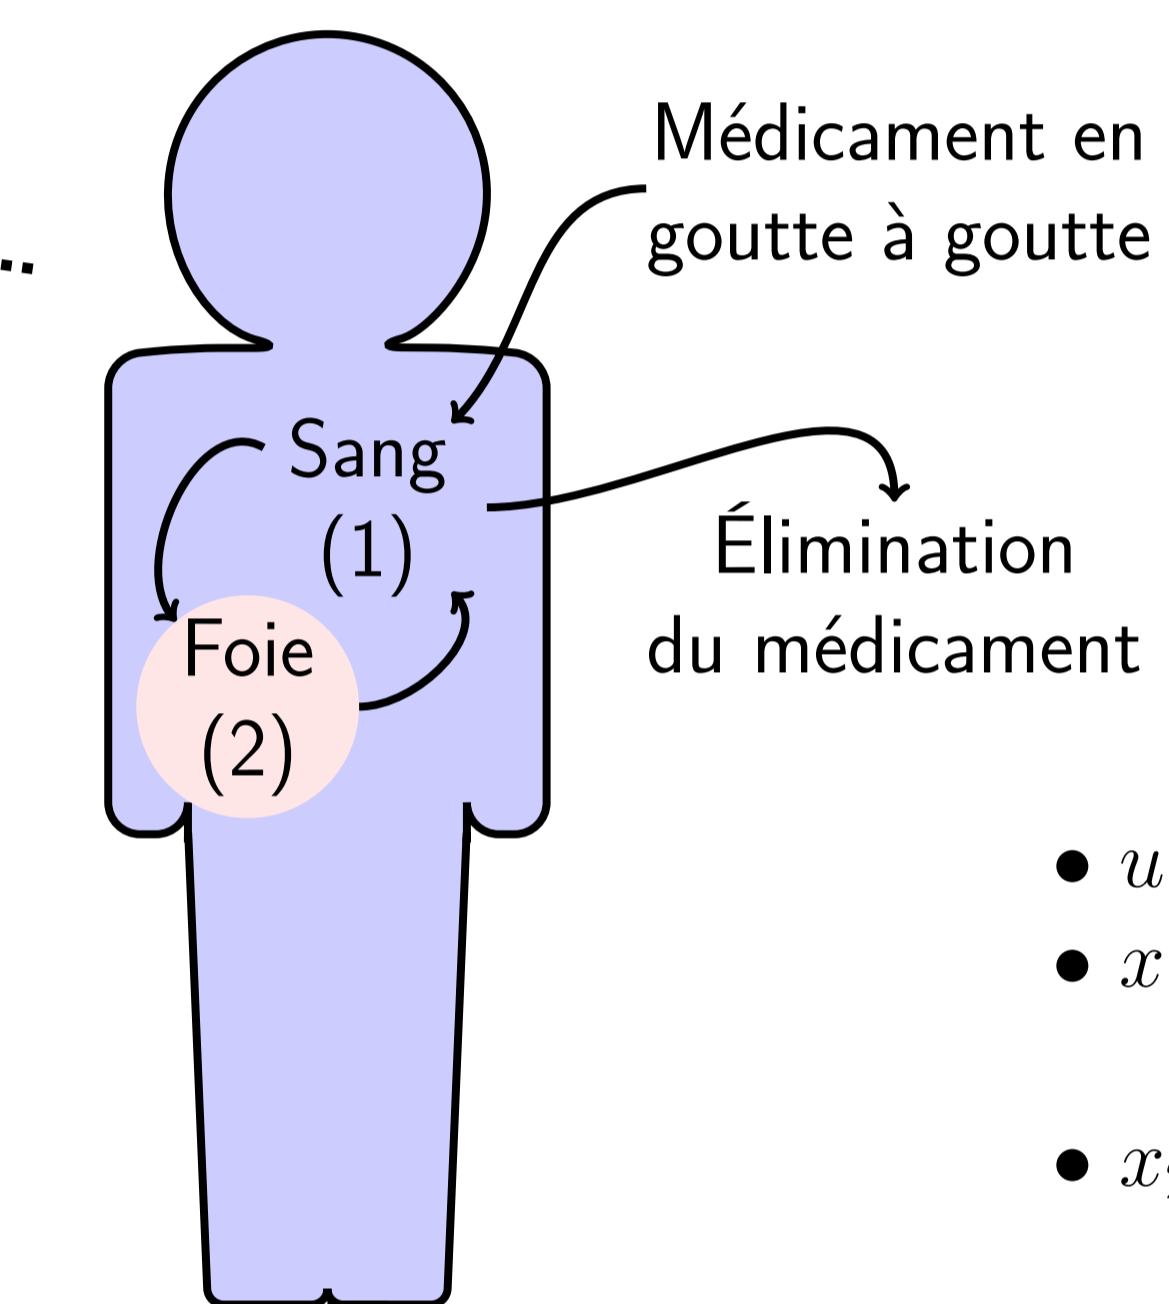 Médicament en
goutte à goutte
Sang
(1)
Élimination
du médicament
Foie
(2)
• u
• x
• x